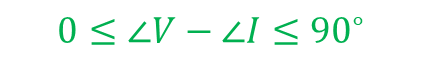 0 ≤ ∠V − ∠I ≤ 90°